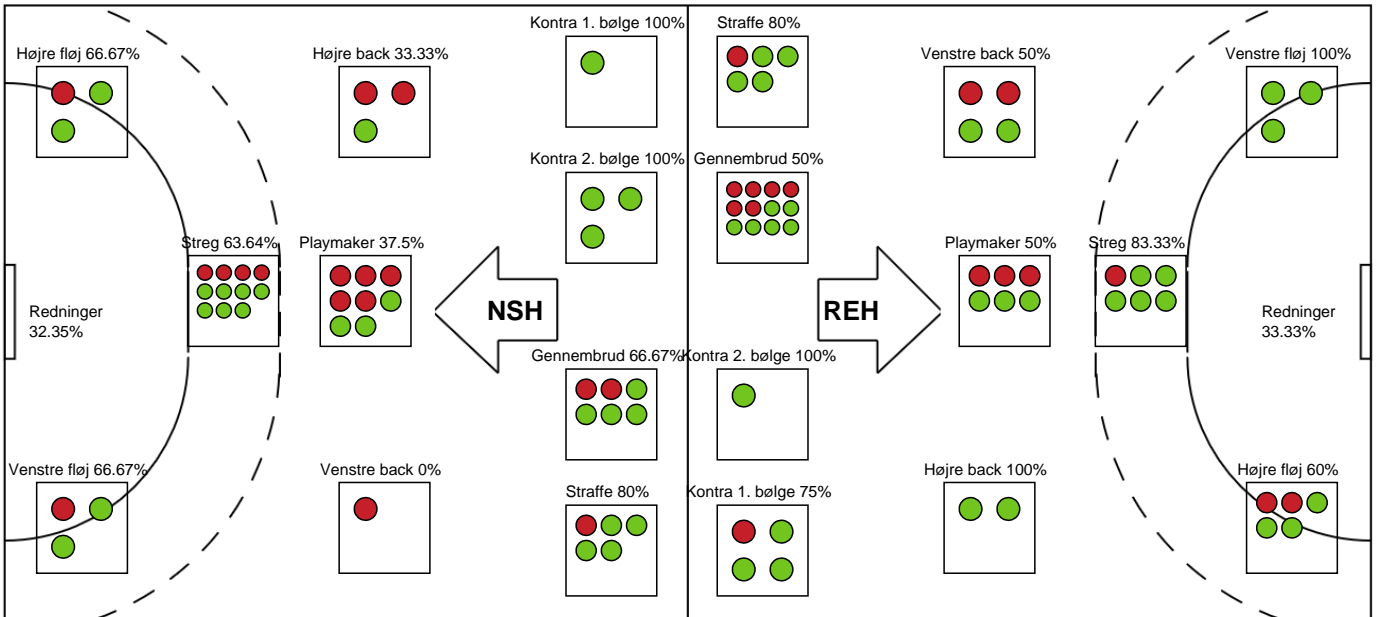 Kontra 1. bølge 100%
Straffe 80%
Højre fløj 66.67%
Højre back 33.33%
Venstre back 50%
Venstre fløj 100%
Kontra 2. bølge 100%
Gennembrud 50%
Streg 63.64%
Playmaker 37.5%
Playmaker 50%
Streg 83.33%
Redninger
32.35%
NSH
REH
Redninger
33.33%
Gennembrud 66.67%
Kontra 2. bølge 100%
Venstre fløj 66.67%
Venstre back 0%
Straffe 80%
Kontra 1. bølge 75%
Højre back 100%
Højre fløj 60%